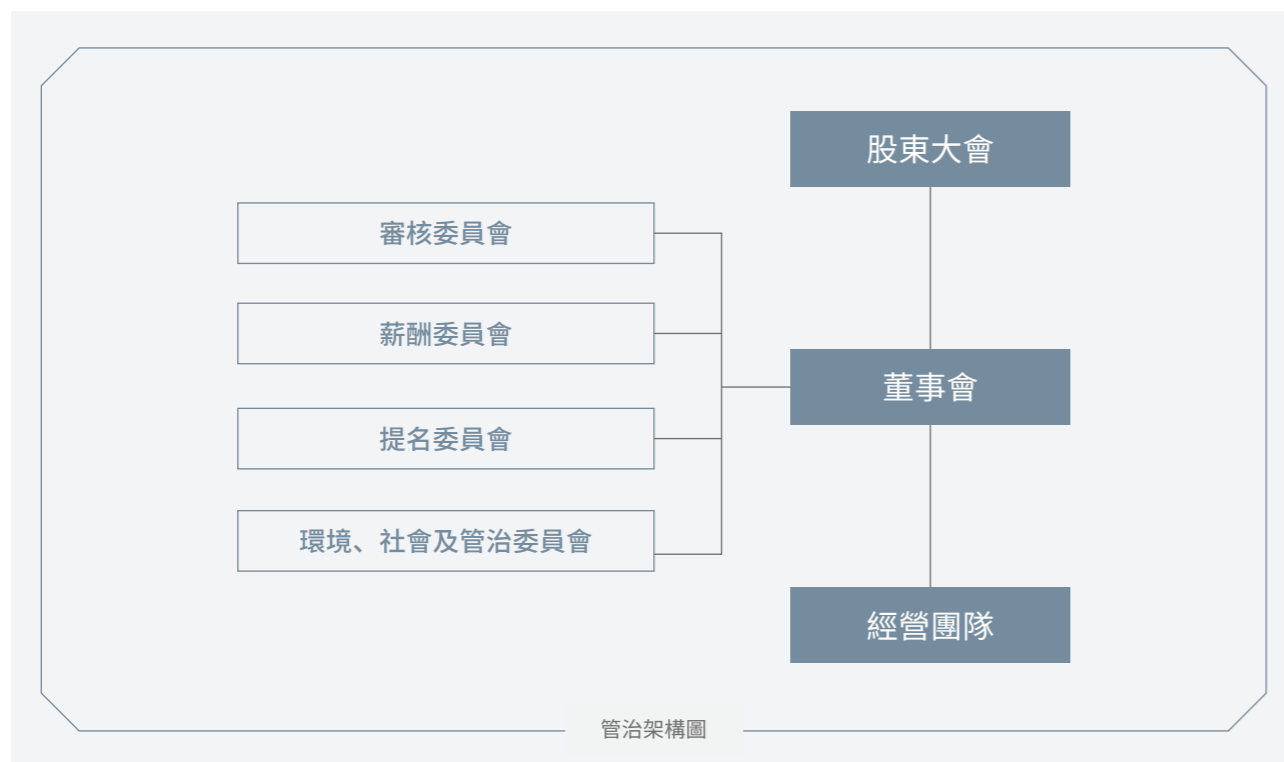 股東大會
審核委員會
薪酬委員會
董事會
提名委員會
環境、社會及管治委員會
經營團隊
管治架構圖